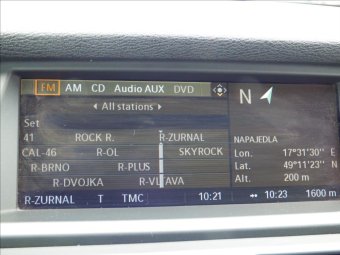 FM AM CD Audio AUX DVD
All stations
Set
41 ROCK R. R-ZURNAL
CAL-46 R-OL SKYROCK
R-BRNO R-PLUS
R-DVOJKA R-VLTAVA
R-ZURNAL T TMC 10:21
N
NAPAJEDLA
Lon. 17°31'30" E
Lat. 49°11'23" N
Alt. 200 m
10:23 1600 m